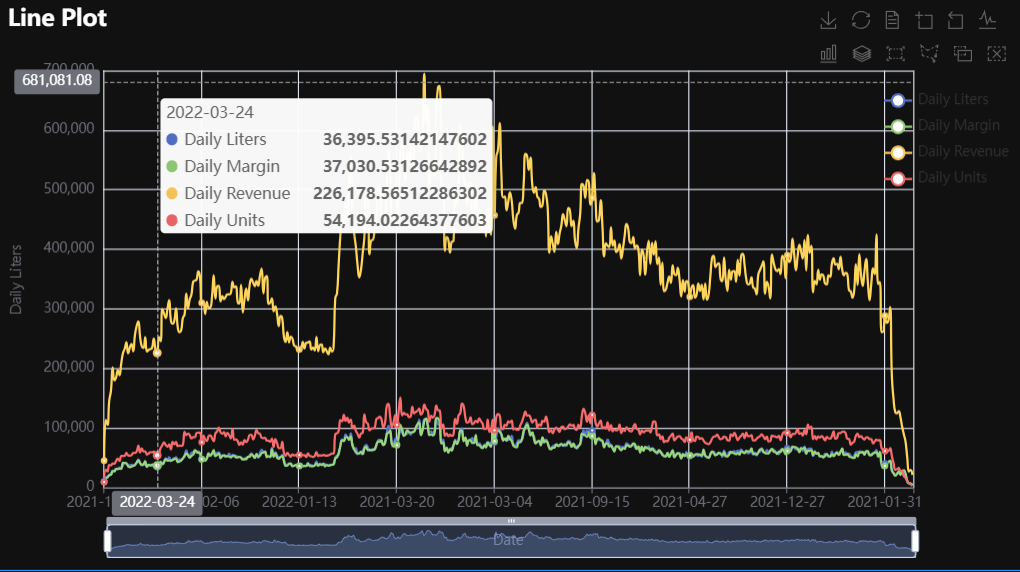 Line Plot
700,000
681,081.08
600,000
500,000
400,000
300,000
200,000
100,000
0
Daily Liters
2022-03-24
Daily Liters 36,395.53142147602
Daily Margin 37,030.53126642892
Daily Revenue 226,178.56512286302
Daily Units 54,194.02264377603
Daily Liters
Daily Margin
Daily Revenue
Daily Units
2021-1
2022-03-24
02-06
2022-01-13
2021-03-20
2021-03-04
2021-09-15
2021-04-27
2021-12-27
2021-01-31
Date